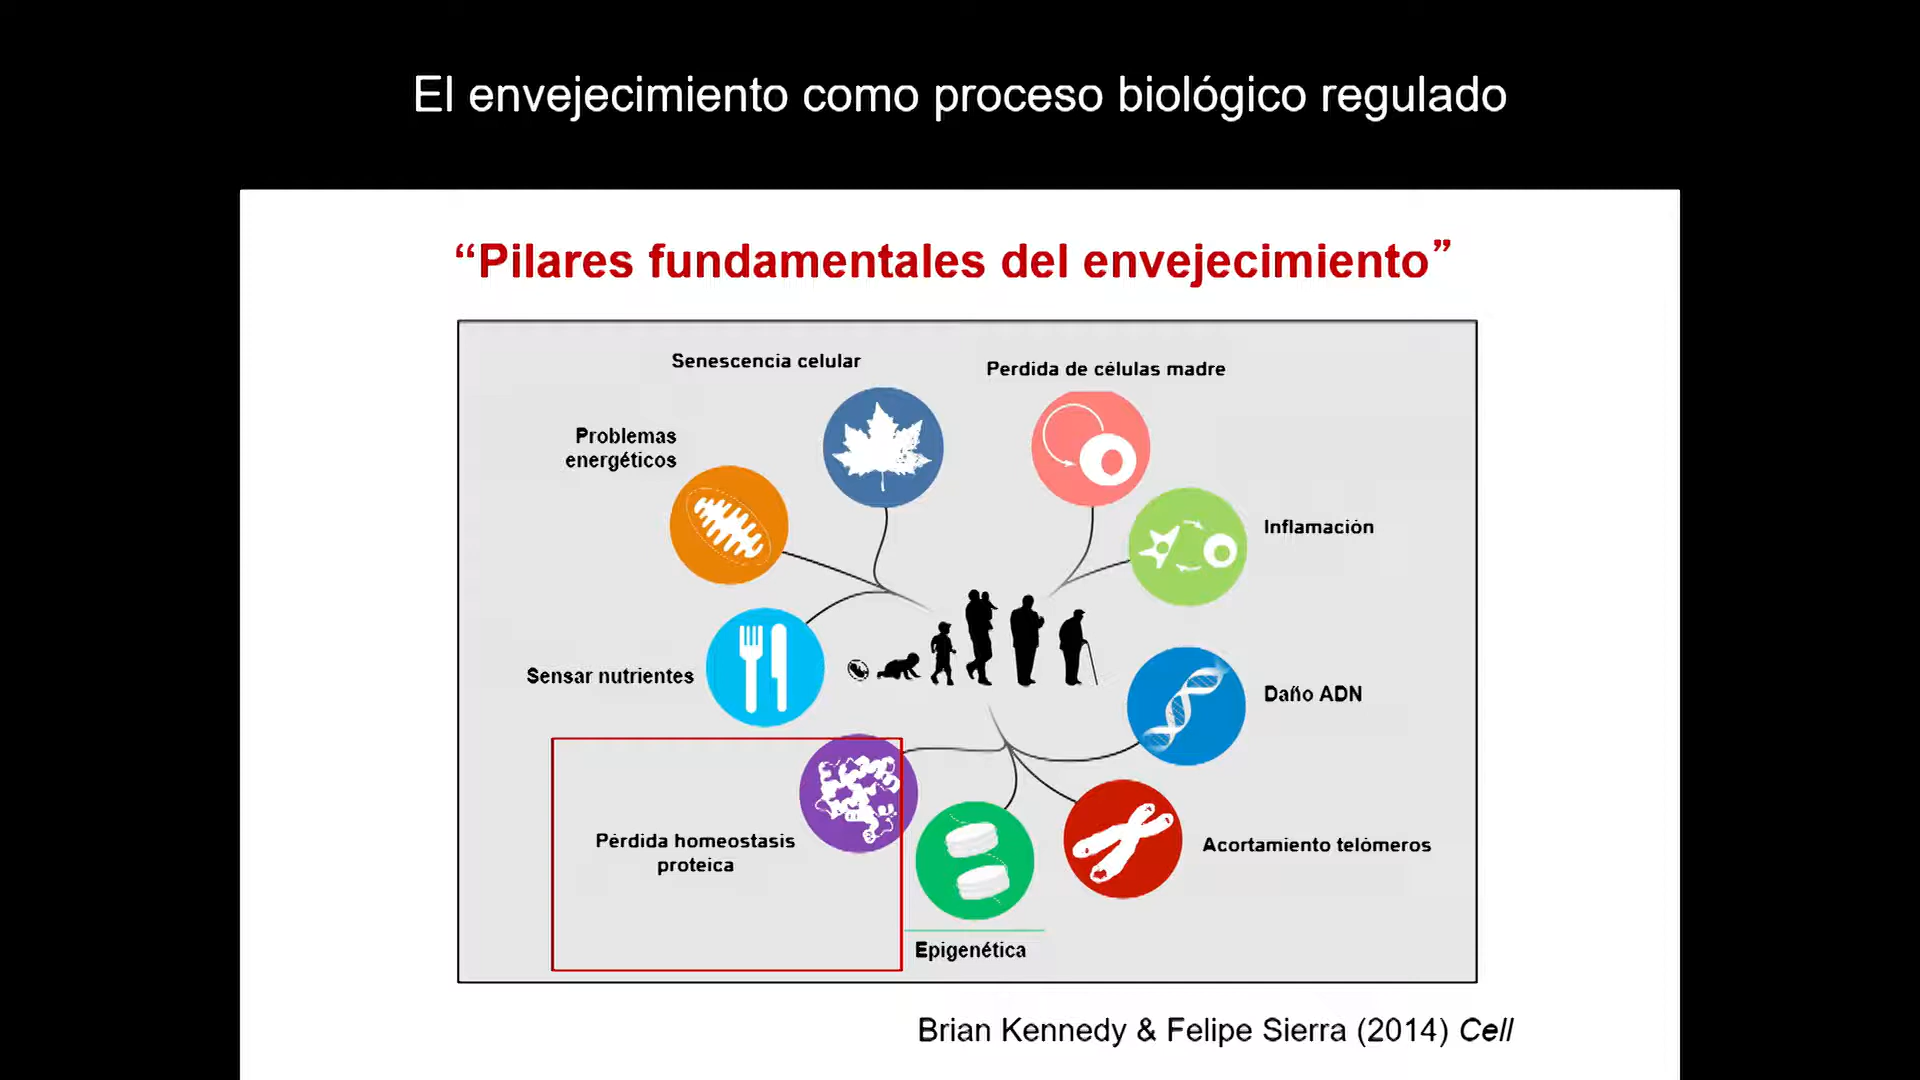 El envejecimiento como proceso biológico regulado
“Pilares fundamentales del envejecimiento”
Senescencia celular
Perdida de células madre
Problemas
energéticos
Inflamación
Sensar nutrientes
Daño ADN
Pérdida homeostasis
proteica
Acortamiento telómeros
Epigenética
Brian Kennedy & Felipe Sierra (2014) Cell